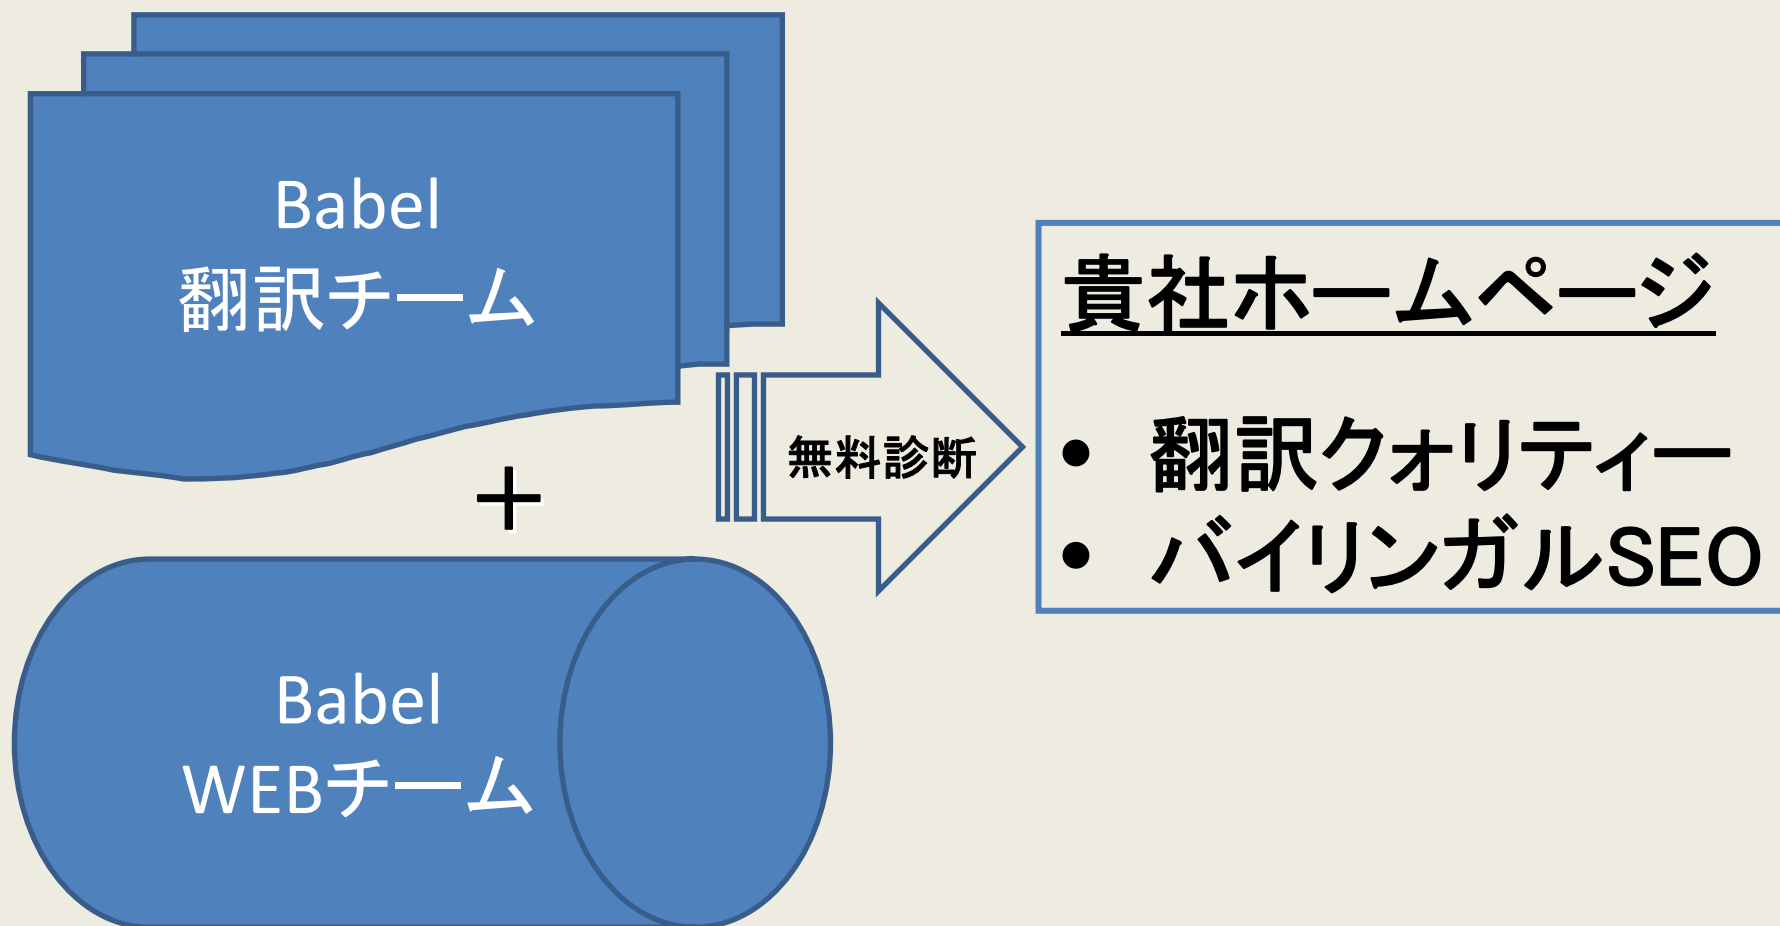 Babel
翻訳チーム
+
Babel
WEBチーム
無料診断
貴社ホームページ
• 翻訳クォリティー
• バイリンガルSEO